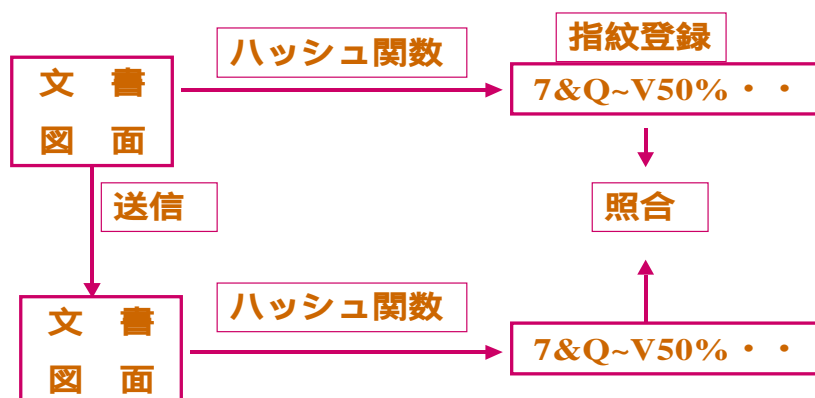 ハッシュ関数
指紋登録
文 書
図 面
7&Q~V50%・・
送信
照合
ハッシュ関数
文 書
図 面
7&Q~V50%・・